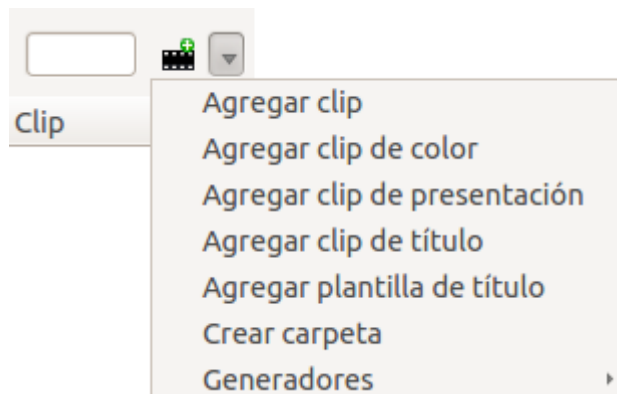 Clip
Agregar clip
Agregar clip de color
Agregar clip de presentación
Agregar clip de título
Agregar plantilla de título
Crear carpeta
Generadores